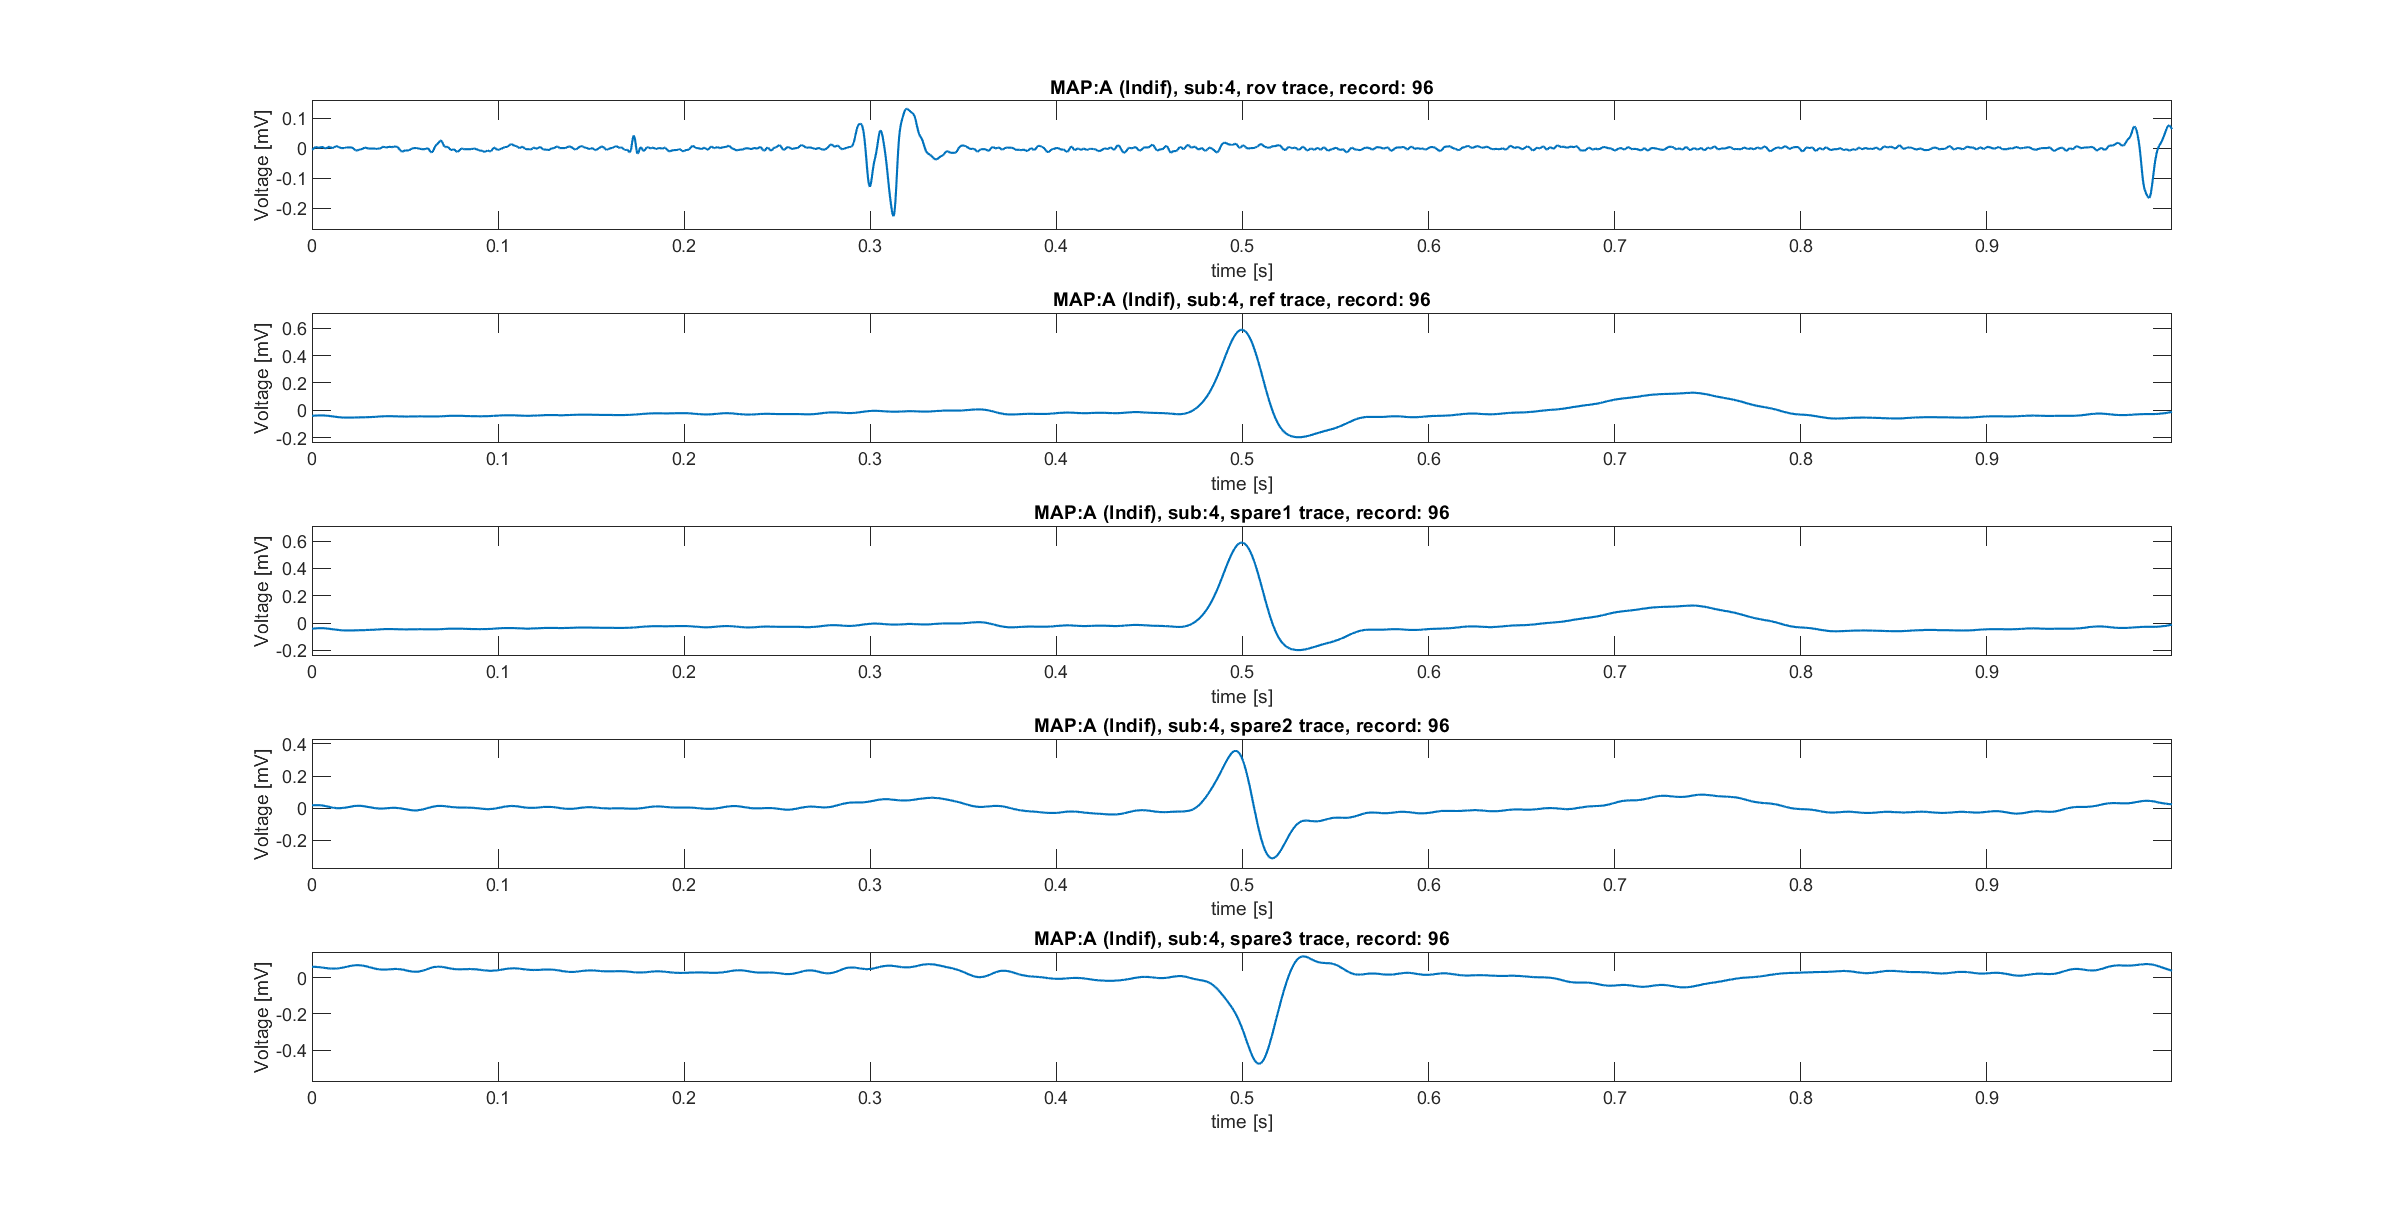 MAP:A (Indif), sub:4, rov trace, record: 96
Voltage [mV]
0.1
0
-0.1
-0.2
0 0.1 0.2 0.3 0.4 0.5 0.6 0.7 0.8 0.9
time [s]
MAP:A (Indif), sub:4, ref trace, record: 96
Voltage [mV]
0.6
0.4
0.2
0
-0.2
0 0.1 0.2 0.3 0.4 0.5 0.6 0.7 0.8 0.9
time [s]
MAP:A (Indif), sub:4, spare1 trace, record: 96
Voltage [mV]
0.6
0.4
0.2
0
-0.2
0 0.1 0.2 0.3 0.4 0.5 0.6 0.7 0.8 0.9
time [s]
MAP:A (Indif), sub:4, spare2 trace, record: 96
Voltage [mV]
0.4
0.2
0
-0.2
0 0.1 0.2 0.3 0.4 0.5 0.6 0.7 0.8 0.9
time [s]
MAP:A (Indif), sub:4, spare3 trace, record: 96
Voltage [mV]
0
-0.2
-0.4
0 0.1 0.2 0.3 0.4 0.5 0.6 0.7 0.8 0.9
time [s]